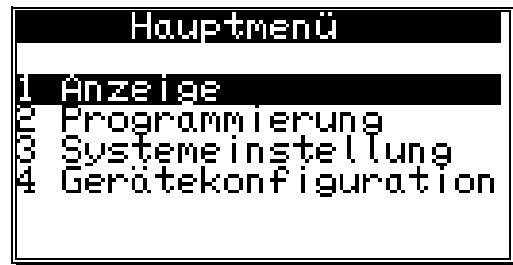 Hauptmenü
1 Anzeige
2 Programmierung
3 Systemeinstellung
4 Gerätekonfiguration